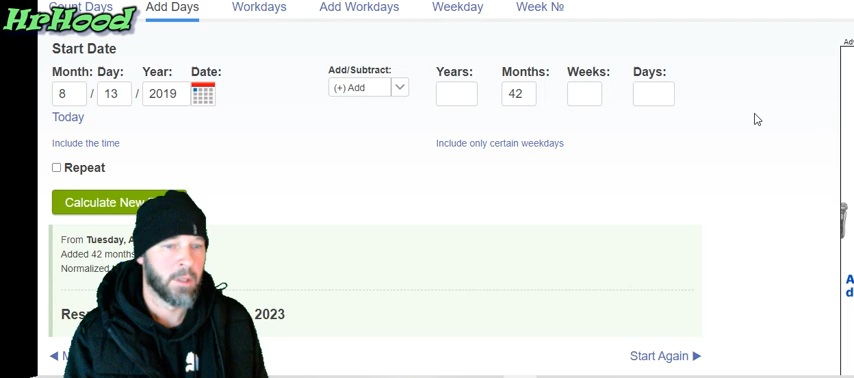 Count Days Add Days Workdays Add Workdays Weekday Week №
HrHood
Start Date
Month: Day: Year: Date: Add/Subtract: Years: Months: Weeks: Days:
8 / 13 / 2019 (+) Add 42
Today
Include the time Include only certain weekdays
Repeat
Calculate New
From Tuesday,
Added 42 months
Normalized
2023
Start Again